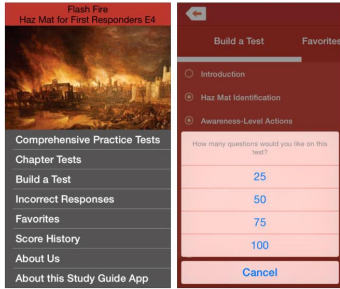 Flash Fire
Haz Mat for First Responders E4
Comprehensive Practice Tests
Chapter Tests
Build a Test
Incorrect Responses
Favorites
Score History
About Us
About this Study Guide App
Build a Test
Favorites
Introduction
Haz Mat Identification
Awareness-Level Actions
How many questions would you like on this
test?
25
50
75
100
Cancel